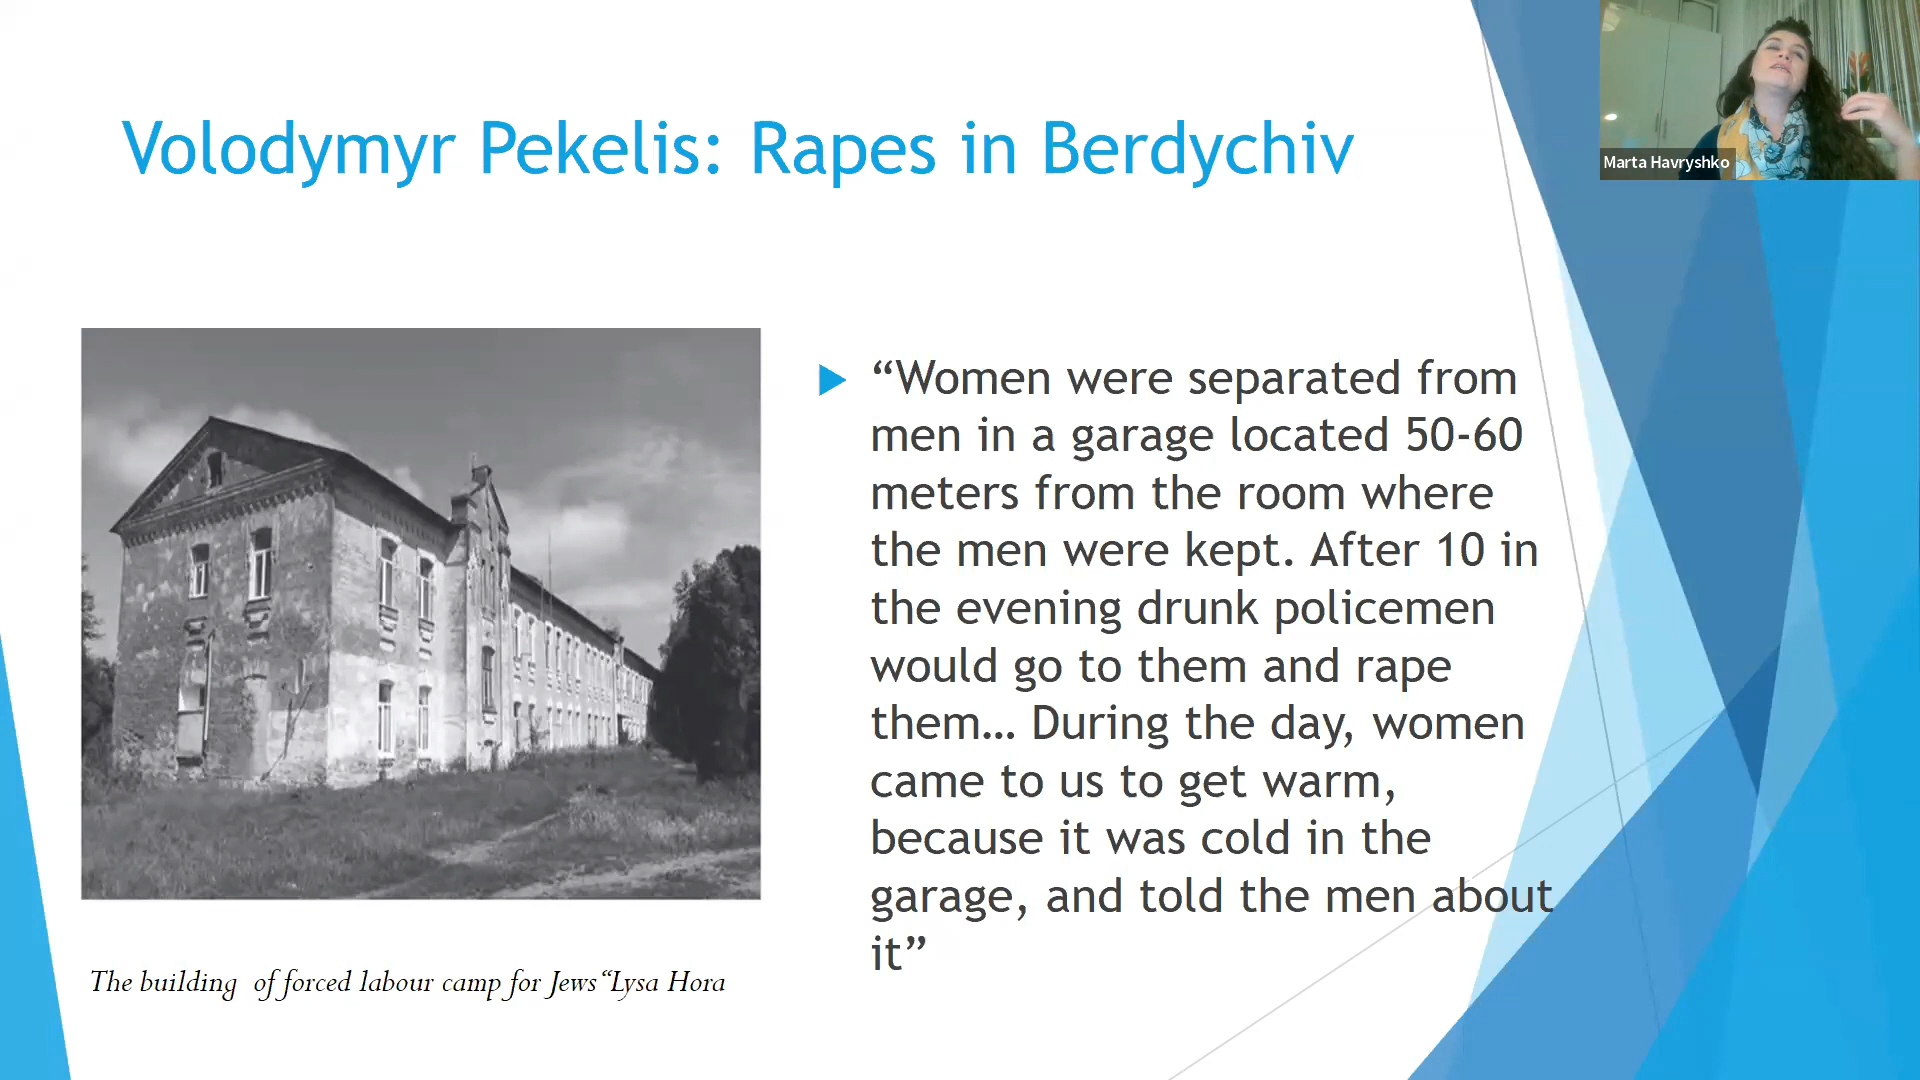 Marta Havryshko
Volodymyr Pekelis: Rapes in Berdychiv
“Women were separated from
men in a garage located 50-60
meters from the room where
the men were kept. After 10 in
the evening drunk policemen
would go to them and rape
them… During the day, women
came to us to get warm,
because it was cold in the
garage, and told the men about
it”
The building of forced labour camp for Jews “Lysa Hora